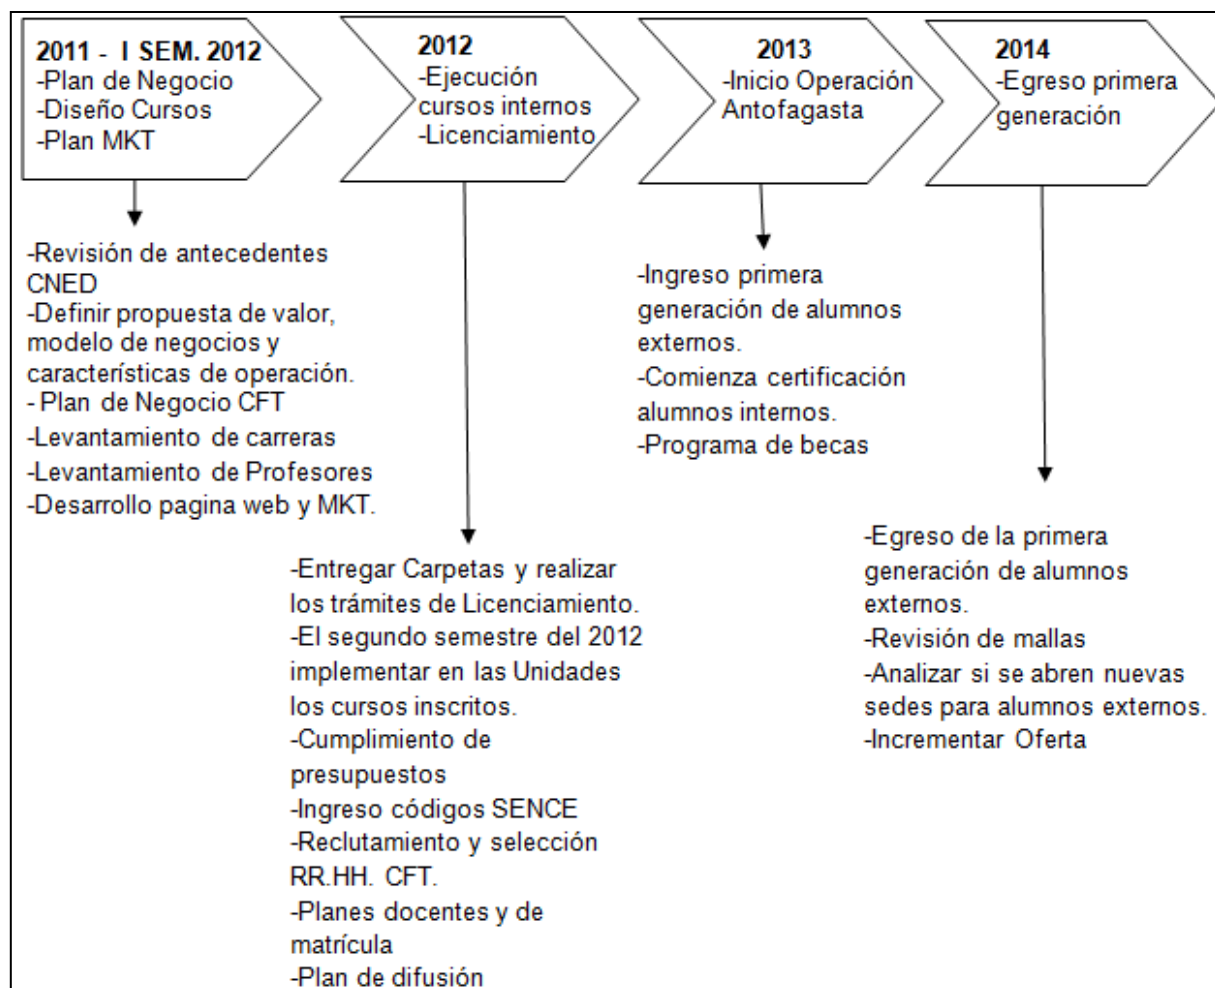 2011 - I SEM. 2012
-Plan de Negocio
-Diseño Cursos
-Plan MKT
2012
-Ejecución
cursos internos
-Licenciamiento
2013
-Inicio Operación
Antofagasta
2014
-Egreso primera
generación
-Revisión de antecedentes
CNED
-Definir propuesta de valor,
modelo de negocios y
características de operación.
- Plan de Negocio CFT
-Levantamiento de carreras
-Levantamiento de Profesores
-Desarrollo pagina web y MKT.
-Entregar Carpetas y realizar
los trámites de Licenciamiento.
-El segundo semestre del 2012
implementar en las Unidades
los cursos inscritos.
-Cumplimiento de
presupuestos
-Ingreso códigos SENCE
-Reclutamiento y selección
RR.HH. CFT.
-Planes docentes y de
matrícula
-Plan de difusión
-Ingreso primera
generación de alumnos
externos.
-Comienza certificación
alumnos internos.
-Programa de becas
-Egreso de la primera
generación de alumnos
externos.
-Revisión de mallas
-Analizar si se abren nuevas
sedes para alumnos externos.
-Incrementar Oferta